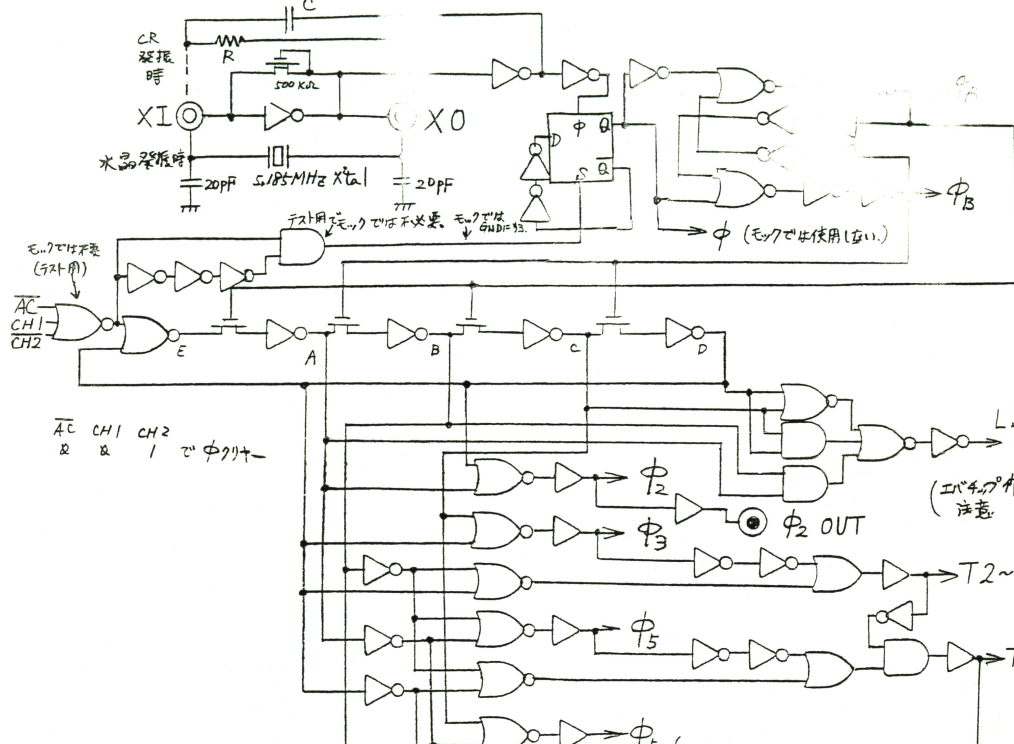 C
CR
発振
時
R
500KΩ
XI
XO
水晶発振時
20pF
5.185MHz X'tal
20pF
D
φ
Q
S
Q
φA
φB
φ (モックでは使用しない.)
テスト用でモックでは不必要。
モックでは
GNDにする.
モックでは不要
(テスト用)
AC
CH1
CH2
E
A
B
C
D
AC CH1 CH2
0 0 1 でφクリヤー
L
(エバチップ
注意
φ2
φ2 OUT
φ3
T2~
φ5
T